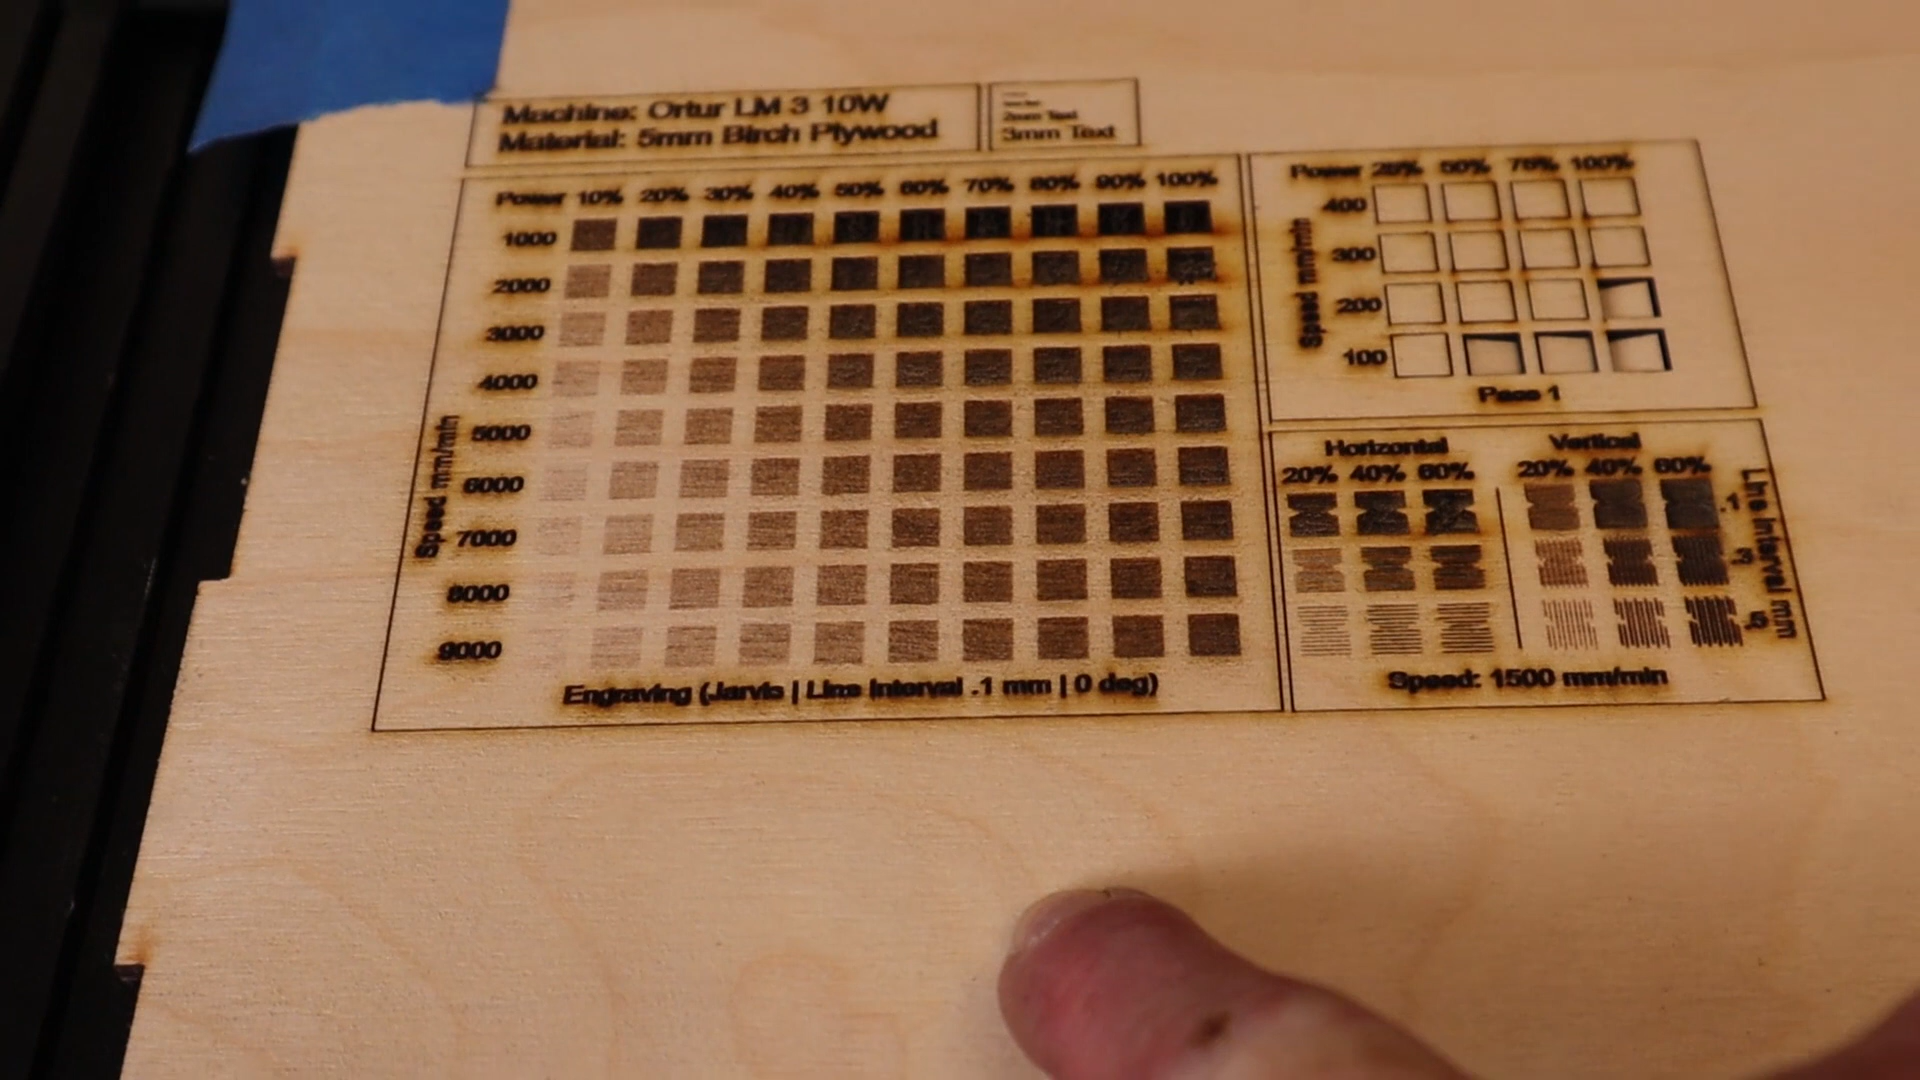 Machine: Ortur LM 3 10W
Material: 5mm Birch Plywood
2mm Text
3mm Text
Power 10% 20% 30% 40% 50% 60% 70% 80% 90% 100%
Speed mm/min
1000
2000
3000
4000
5000
6000
7000
8000
9000
Engraving (Jarvis | Line Interval .1 mm | 0 deg)
Power 25% 50% 75% 100%
Speed mm/min
400
300
200
100
Pass 1
Horizontal
20% 40% 60%
Vertical
20% 40% 60%
Line Interval mm
.1
.2
Speed: 1500 mm/min